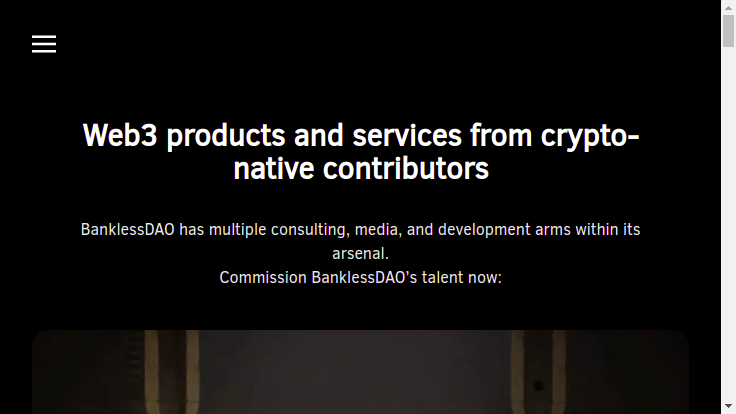 Web3 products and services from crypto-
native contributors
BanklessDAO has multiple consulting, media, and development arms within its
arsenal.
Commission BanklessDAO's talent now: